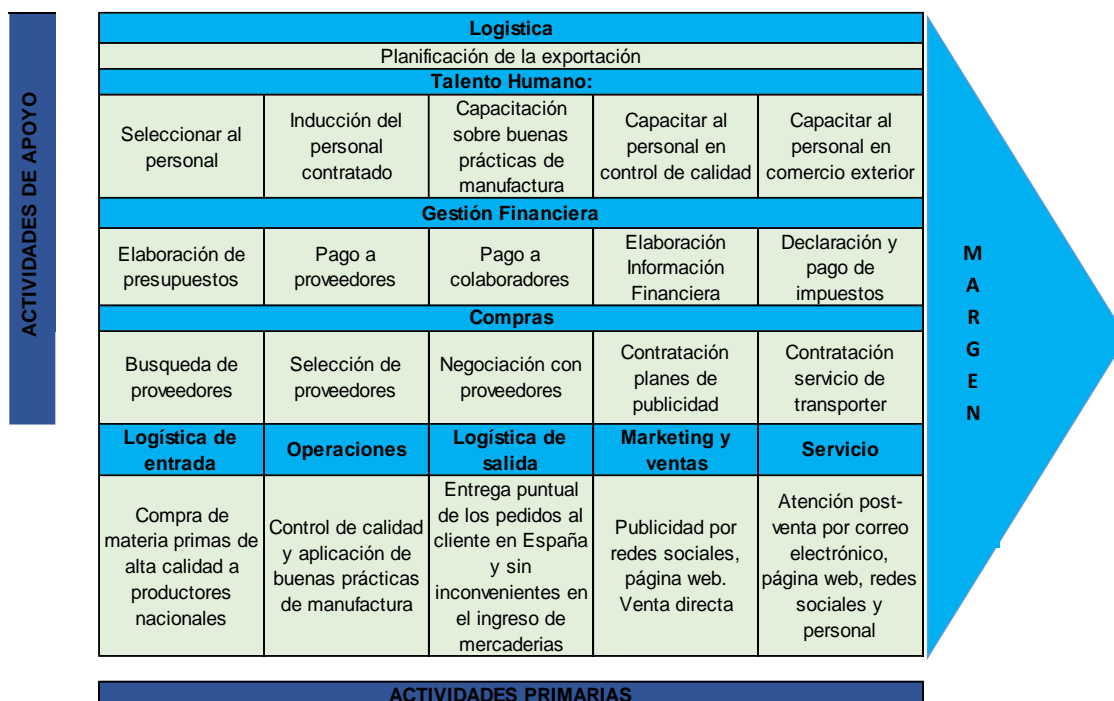 ACTIVIDADES DE APOYO
Logistica
Planificación de la exportación
Talento Humano:
Seleccionar al
personal
Inducción del
personal
contratado
Capacitación
sobre buenas
prácticas de
manufactura
Capacitar al
personal en
control de calidad
Capacitar al
personal en
comercio exterior
Gestión Financiera
Elaboración de
presupuestos
Pago a
proveedores
Pago a
colaboradores
Elaboración
Información
Financiera
Declaración y
pago de
impuestos
Compras
Busqueda de
proveedores
Selección de
proveedores
Negociación con
proveedores
Contratación
planes de
publicidad
Contratación
servicio de
transporter
Logística de
entrada
Operaciones
Logística de
salida
Marketing y
ventas
Servicio
Compra de
materia primas de
alta calidad a
productores
nacionales
Control de calidad
y aplicación de
buenas prácticas
de manufactura
Entrega puntual
de los pedidos al
cliente en España
y sin
inconvenientes en
el ingreso de
mercaderias
Publicidad por
redes sociales,
página web.
Venta directa
Atención post-
venta por correo
electrónico,
página web, redes
sociales y
personal
M
A
R
G
E
N
ACTIVIDADES PRIMARIAS